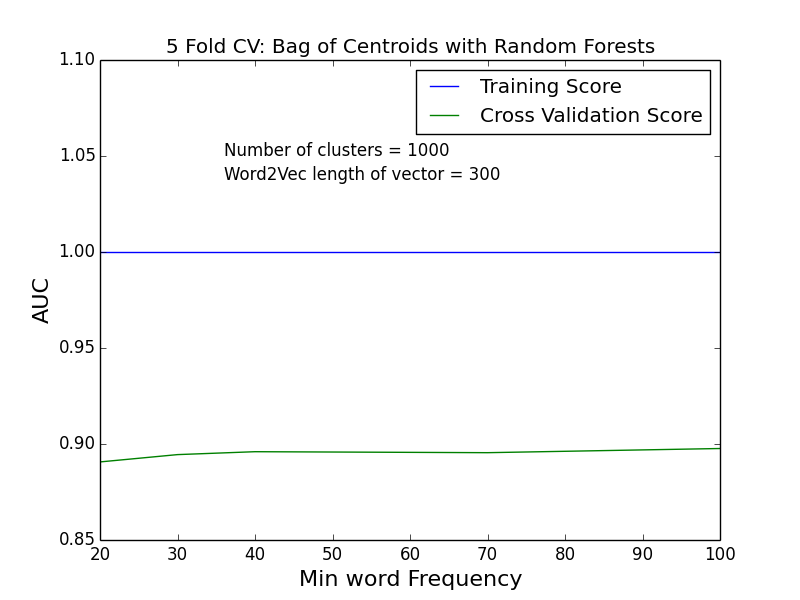 5 Fold CV: Bag of Centroids with Random Forests
1.10
Training Score
Cross Validation Score
Number of clusters = 1000
1.05
Word2Vec length of vector = 300
1.00
AUC
0.95
0.90
0.85
20 30 40 50 60 70 80 90 100
Min word Frequency